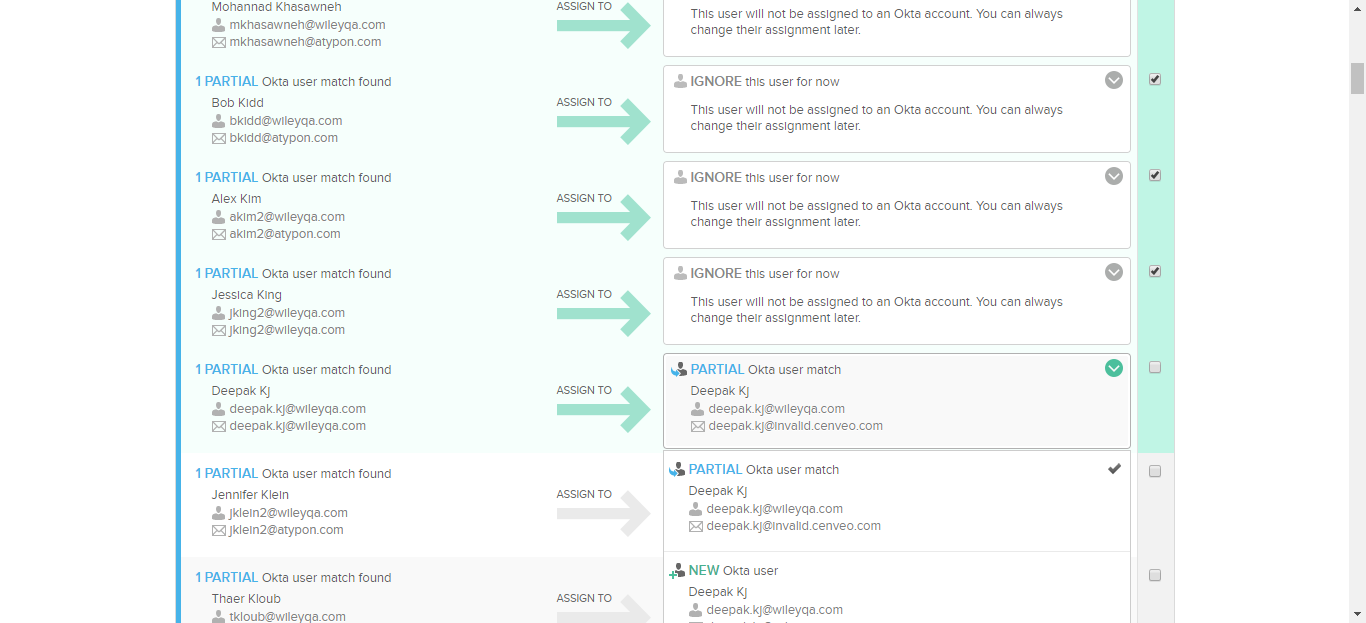 Mohannad Khasawneh
mkhasawneh@wileyqa.com
mkhasawneh@atypon.com
ASSIGN TO
This user will not be assigned to an Okta account. You can always
change their assignment later.
1 PARTIAL Okta user match found
Bob Kidd
bkidd@wileyqa.com
bkidd@atypon.com
ASSIGN TO
IGNORE this user for now
This user will not be assigned to an Okta account. You can always
change their assignment later.
1 PARTIAL Okta user match found
Alex Kim
akim2@wileyqa.com
akim2@atypon.com
ASSIGN TO
IGNORE this user for now
This user will not be assigned to an Okta account. You can always
change their assignment later.
1 PARTIAL Okta user match found
Jessica King
jking2@wileyqa.com
jking2@wileyqa.com
ASSIGN TO
IGNORE this user for now
This user will not be assigned to an Okta account. You can always
change their assignment later.
1 PARTIAL Okta user match found
Deepak Kj
deepak.kj@wileyqa.com
deepak.kj@wileyqa.com
ASSIGN TO
PARTIAL Okta user match
Deepak Kj
deepak.kj@wileyqa.com
deepak.kj@invalid.cenveo.com
1 PARTIAL Okta user match found
Jennifer Klein
jklein2@wileyqa.com
jklein2@atypon.com
ASSIGN TO
PARTIAL Okta user match
Deepak Kj
deepak.kj@wileyqa.com
deepak.kj@invalid.cenveo.com
1 PARTIAL Okta user match found
Thaer Kloub
tkloub@wileyqa.com
ASSIGN TO
NEW Okta user
Deepak Kj
deepak.kj@wileyqa.com